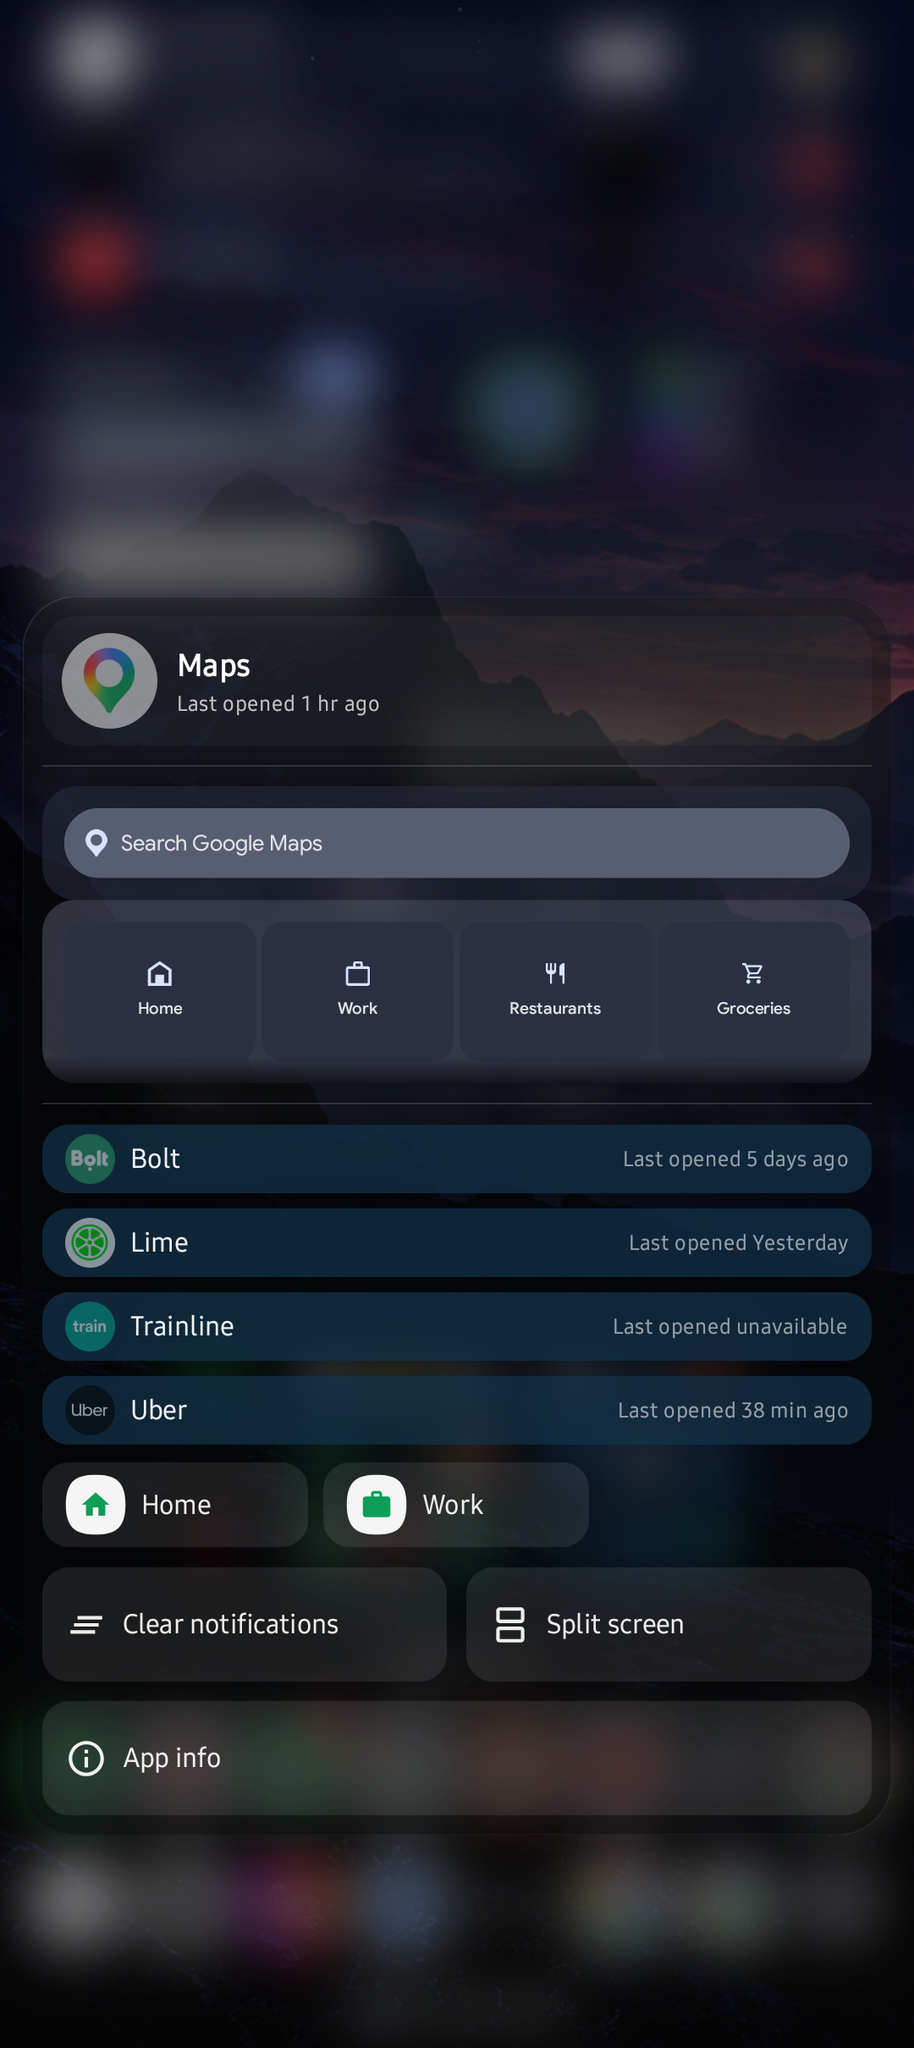 Maps
Last opened 1 hr ago
Search Google Maps
Home
Work
Restaurants
Groceries
Bolt
Bolt
Last opened 5 days ago
Lime
Last opened Yesterday
train
Trainline
Last opened unavailable
Uber
Uber
Last opened 38 min ago
Home
Work
Clear notifications
Split screen
App info